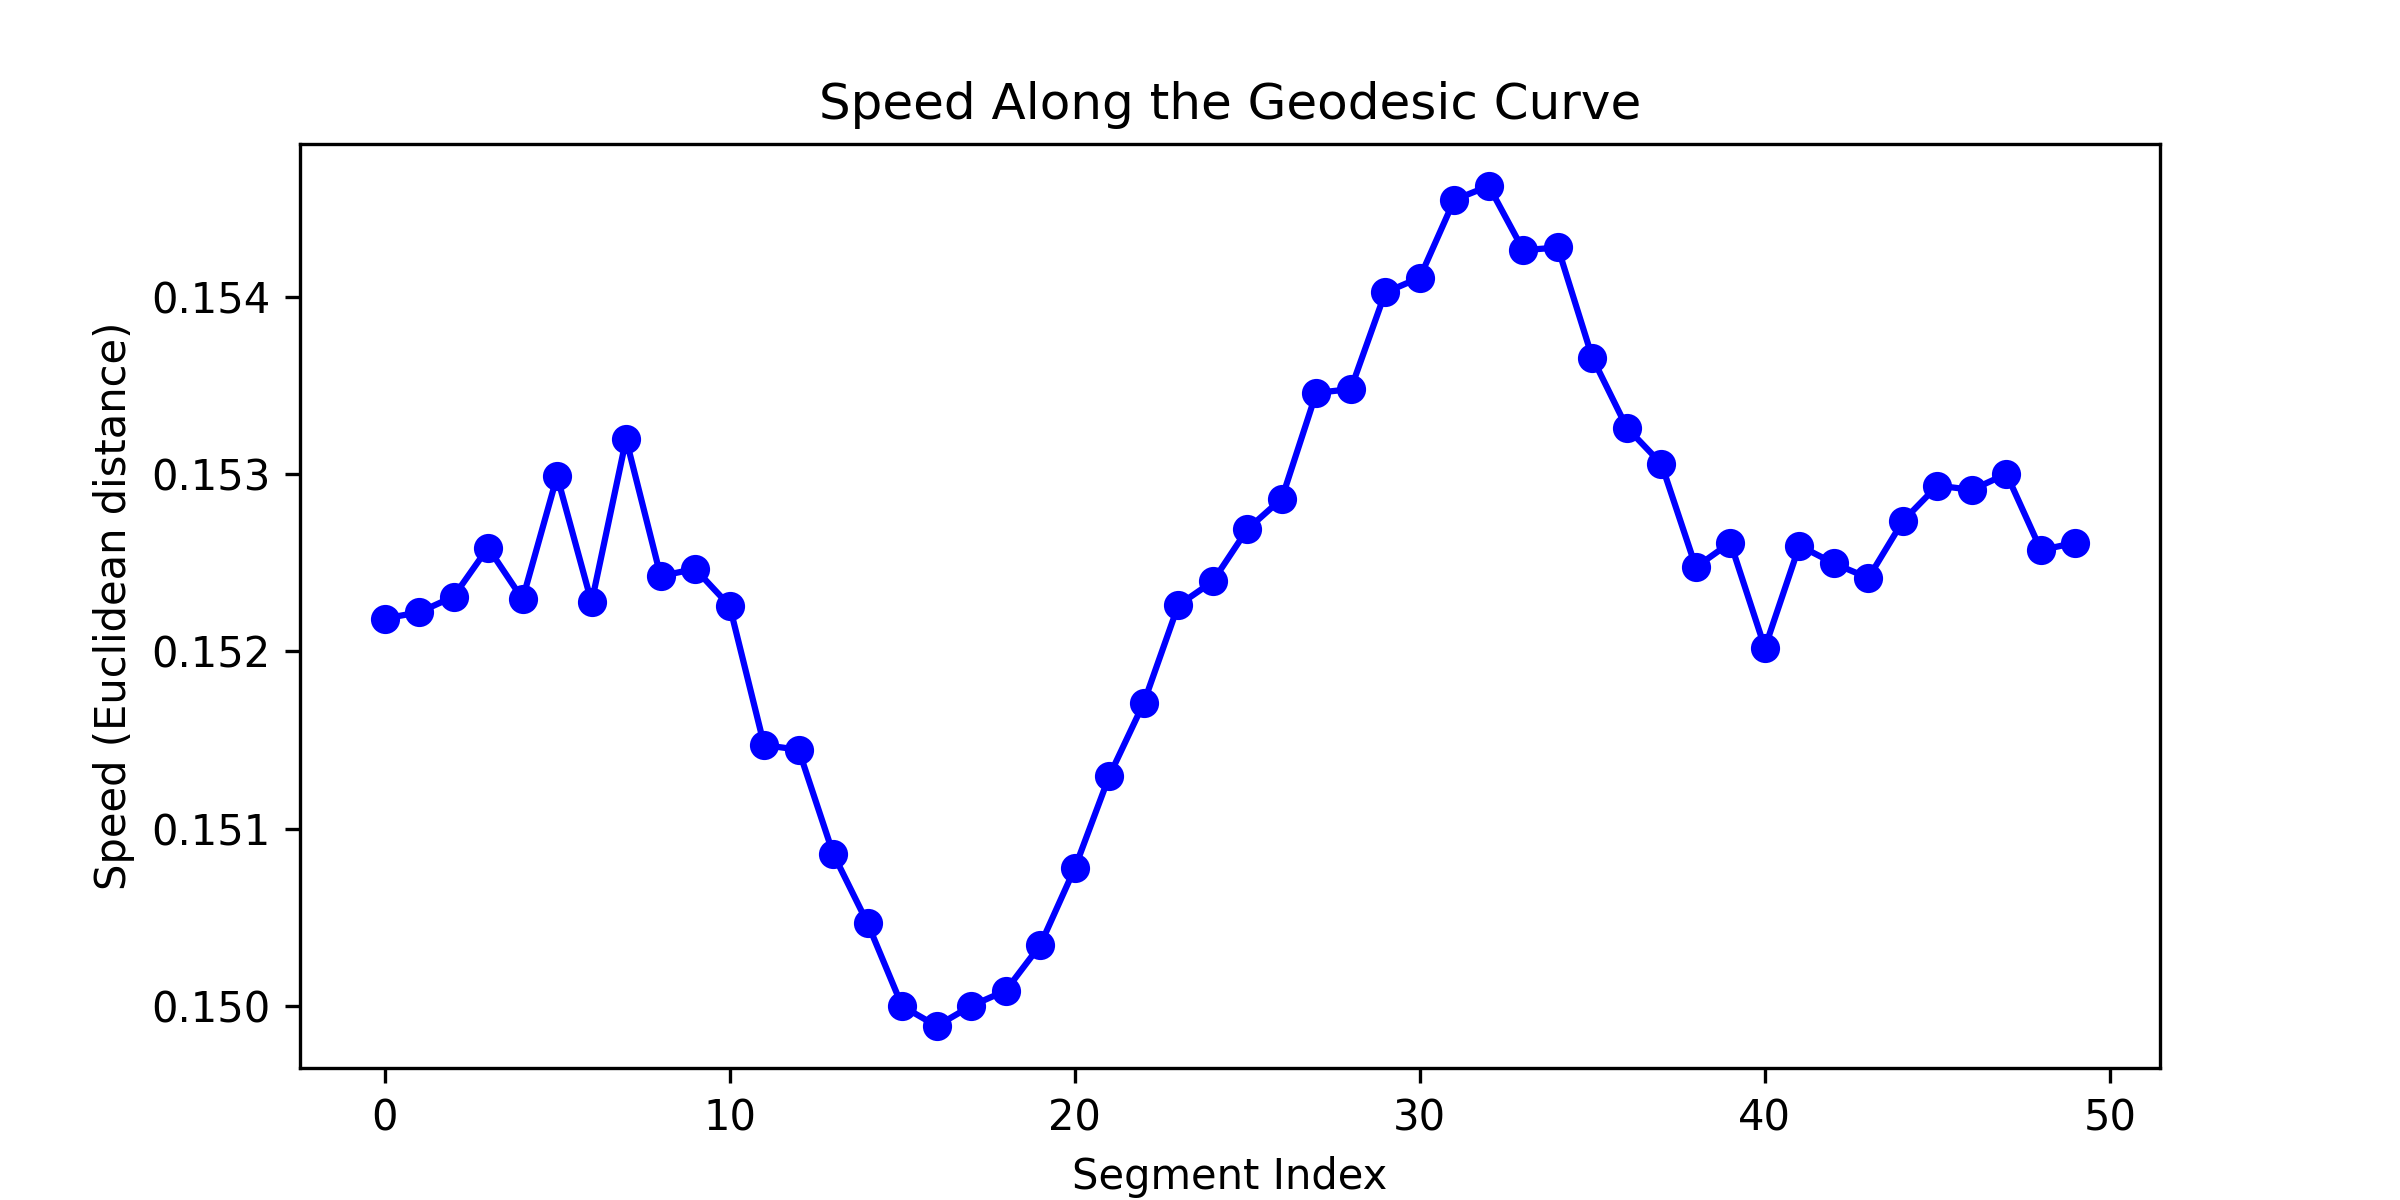 Speed Along the Geodesic Curve
Speed (Euclidean distance)
0.154
0.153
0.152
0.151
0.150
0 10 20 30 40 50
Segment Index